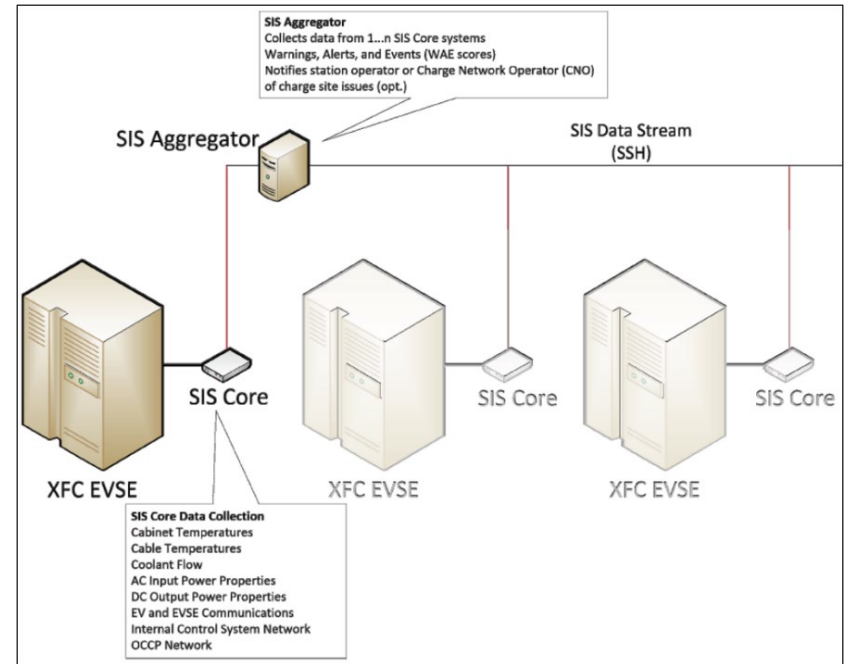 SIS Aggregator
Collects data from 1...n SIS Core systems
Warnings, Alerts, and Events (WAE scores)
Notifies station operator or Charge Network Operator (CNO)
of charge site issues (opt.)
SIS Aggregator
SIS Data Stream
(SSH)
SIS Core
SIS Core
SIS Core
XFC EVSE
XFC EVSE
XFC EVSE
SIS Core Data Collection
Cabinet Temperatures
Cable Temperatures
Coolant Flow
AC Input Power Properties
DC Output Power Properties
EV and EVSE Communications
Internal Control System Network
OCCP Network